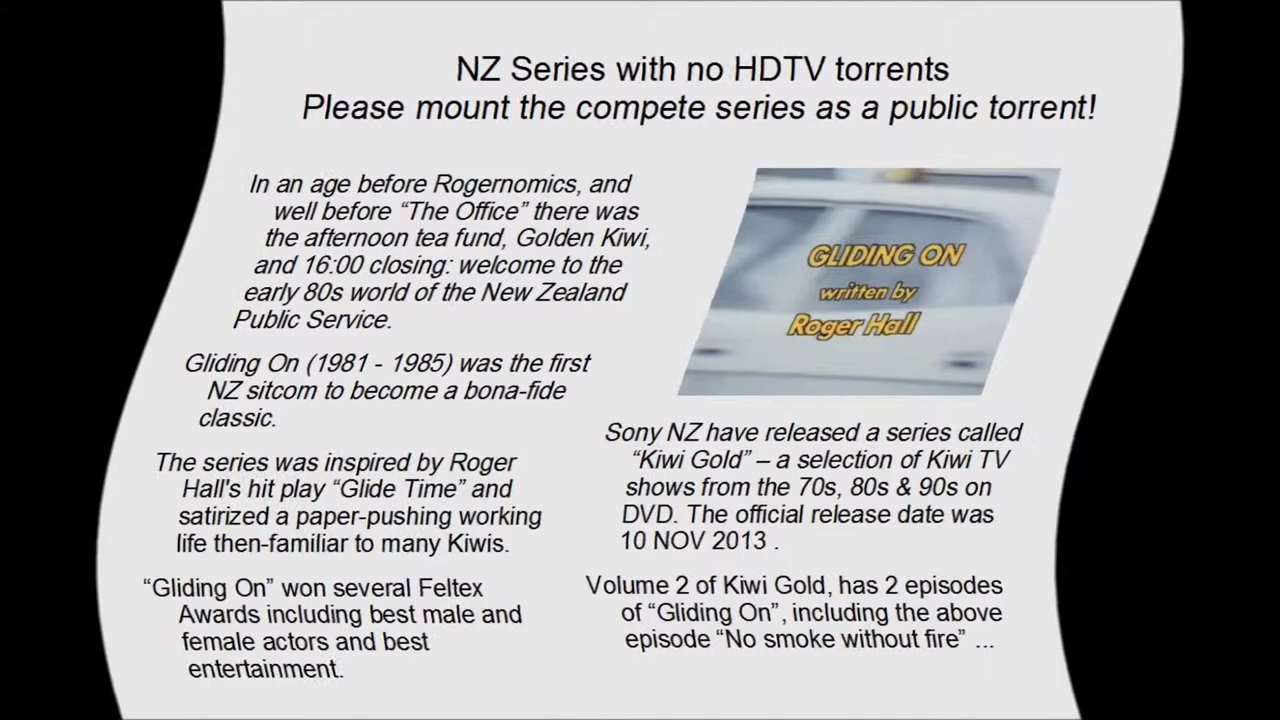 NZ Series with no HDTV torrents
Please mount the compete series as a public torrent!
In an age before Rogernomics, and
well before “The Office” there was
the afternoon tea fund, Golden Kiwi,
and 16:00 closing: welcome to the
early 80s world of the New Zealand
Public Service.
Gliding On (1981 - 1985) was the first
NZ sitcom to become a bona-fide
classic.
The series was inspired by Roger
Hall's hit play “Glide Time” and
satirized a paper-pushing working
life then-familiar to many Kiwis.
“Gliding On” won several Feltex
Awards including best male and
female actors and best
entertainment.
GLIDING ON
written by
Roger Hall
Sony NZ have released a series called
“Kiwi Gold” – a selection of Kiwi TV
shows from the 70s, 80s & 90s on
DVD. The official release date was
10 NOV 2013 .
Volume 2 of Kiwi Gold, has 2 episodes
of “Gliding On”, including the above
episode “No smoke without fire” ...